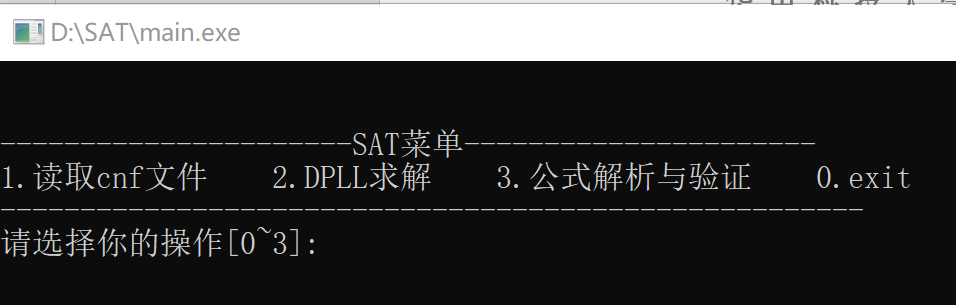 D:\SAT\main.exe
----------------------SAT菜单----------------------
1.读取cnf文件    2.DPLL求解    3.公式解析与验证    0.exit
------------------------------------------------------
请选择你的操作[0~3]: